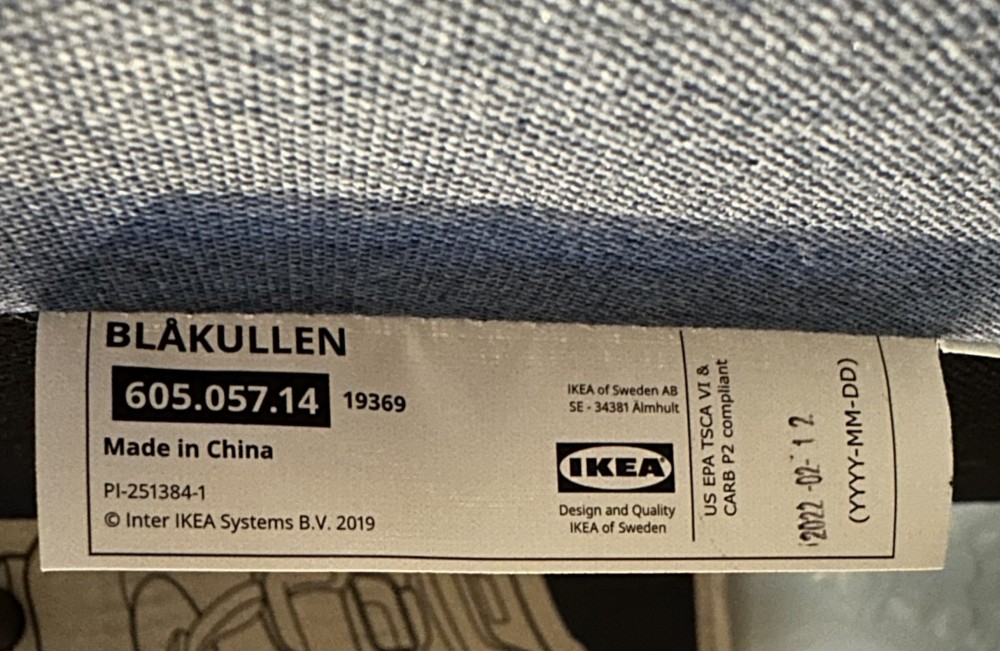 BLÅKULLEN
605.057.14 19369
Made in China
PI-251384-1
© Inter IKEA Systems B.V. 2019
IKEA of Sweden AB
SE - 34381 Älmhult
IKEA
Design and Quality
IKEA of Sweden
US EPA TSCA VI &
CARB P2 compliant
2022-02-12
(YYYY-MM-DD)